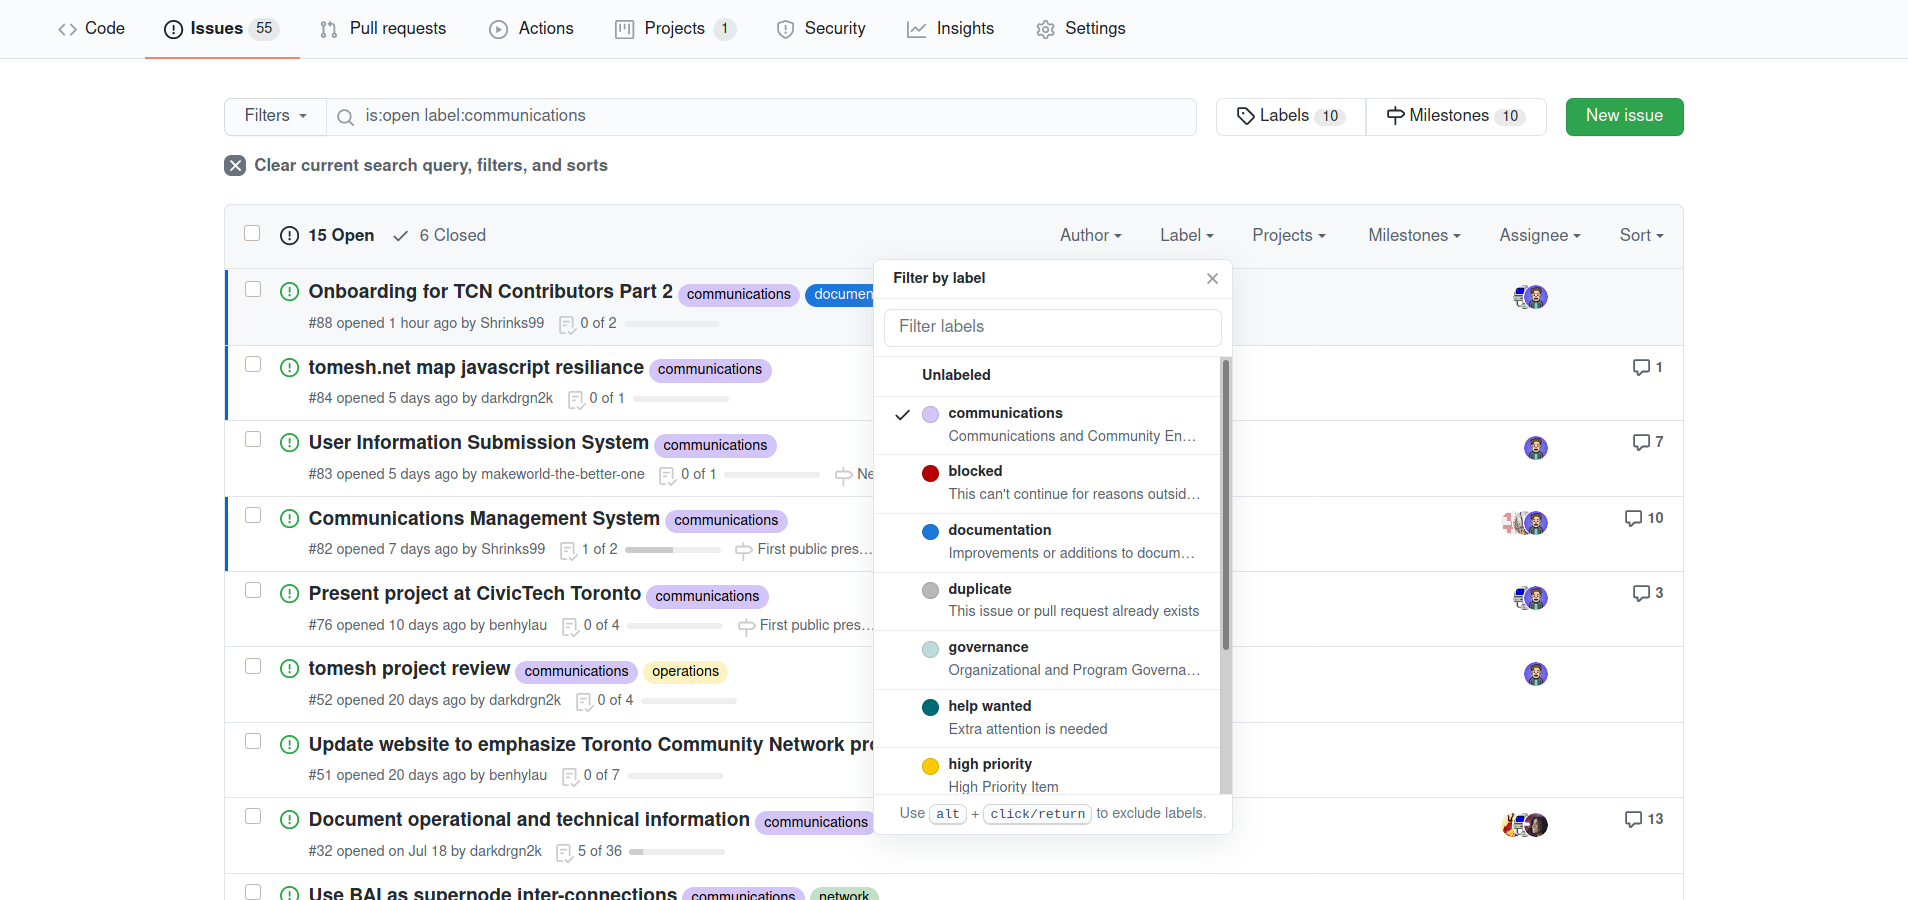 Code Issues 55 Pull requests Actions Projects 1 Security Insights Settings
Filters is:open label:communications Labels 10 Milestones 10 New issue
Clear current search query, filters, and sorts
15 Open 6 Closed Author Label Projects Milestones Assignee Sort
Onboarding for TCN Contributors Part 2 communications documen
#88 opened 1 hour ago by Shrinks99 0 of 2
tomesh.net map javascript resiliance communications 1
#84 opened 5 days ago by darkdrgn2k 0 of 1
User Information Submission System communications 7
#83 opened 5 days ago by makeworld-the-better-one 0 of 1 Ne
Communications Management System communications 10
#82 opened 7 days ago by Shrinks99 1 of 2 First public pres…
Present project at CivicTech Toronto communications 3
#76 opened 10 days ago by benhylau 0 of 4 First public pres…
tomesh project review communications operations
#52 opened 20 days ago by darkdrgn2k 0 of 4
Update website to emphasize Toronto Community Network pro
#51 opened 20 days ago by benhylau 0 of 7
Document operational and technical information communications 13
#32 opened on Jul 18 by darkdrgn2k 5 of 36
Use BAI as supernode inter-connections communications network
Filter by label
Filter labels
Unlabeled
communications
Communications and Community En…
blocked
This can't continue for reasons outsid…
documentation
Improvements or additions to docum…
duplicate
This issue or pull request already exists
governance
Organizational and Program Governa…
help wanted
Extra attention is needed
high priority
High Priority Item
Use alt + click/return to exclude labels.